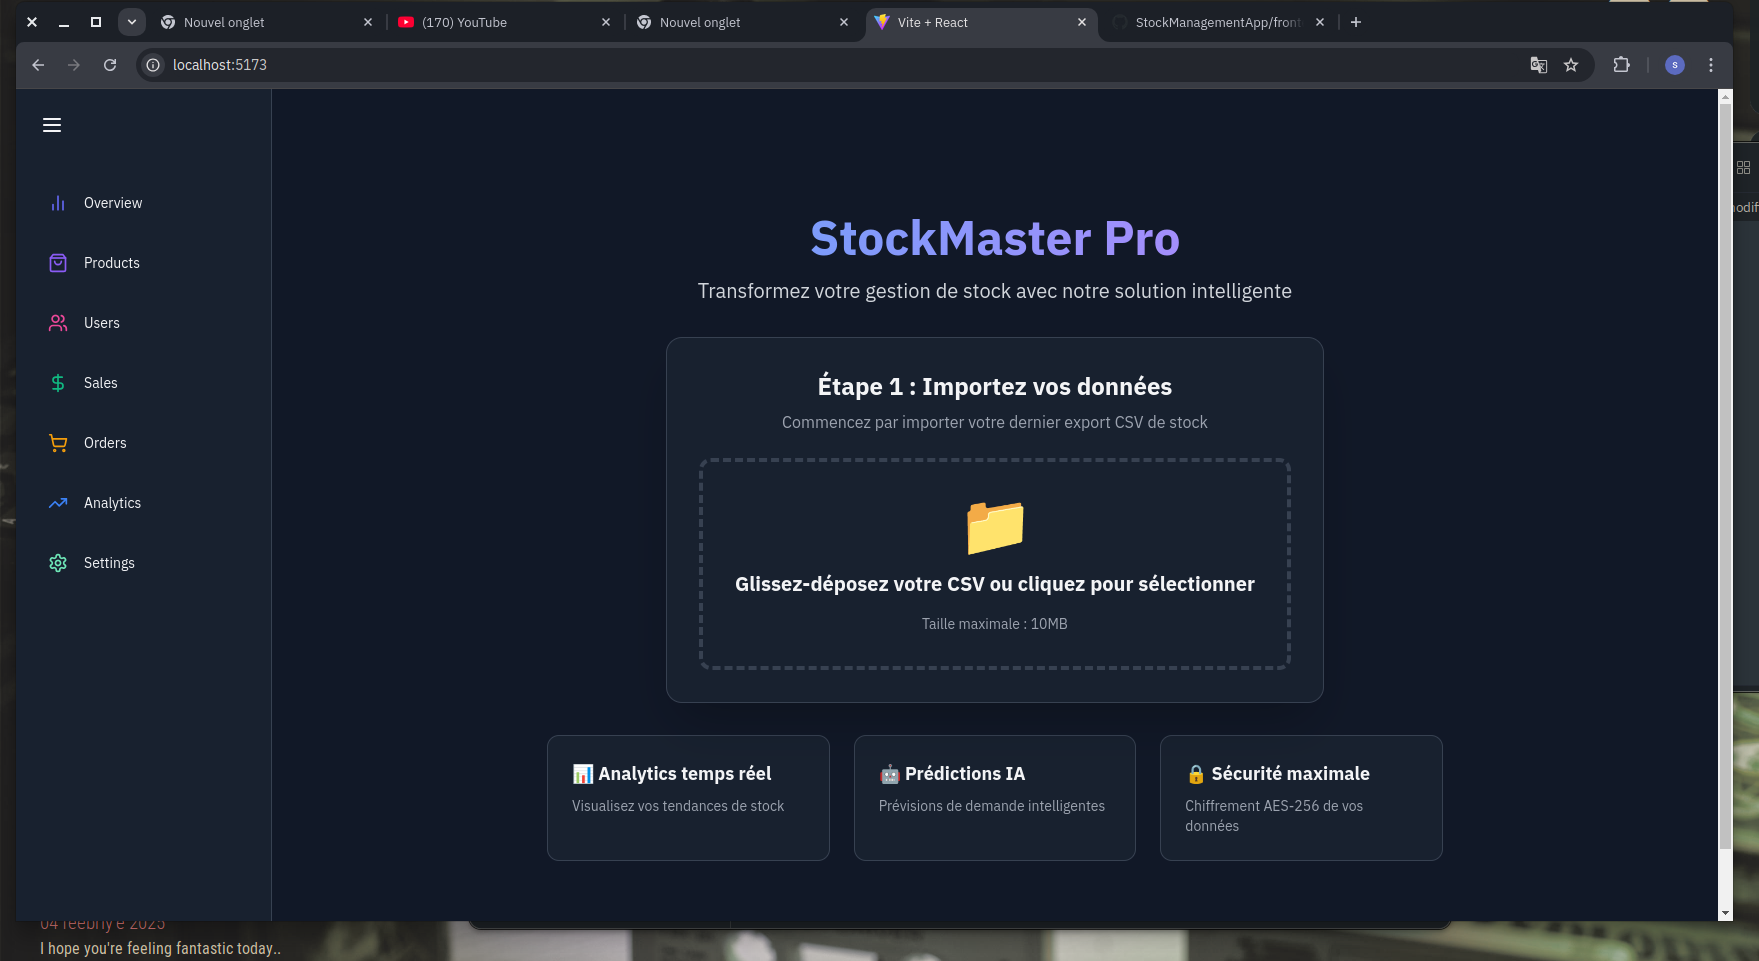 Nouvel onglet
(170) YouTube
Nouvel onglet
Vite + React
StockManagementApp/front
localhost:5173
S
Overview
Products
Users
Sales
Orders
Analytics
Settings
StockMaster Pro
Transformez votre gestion de stock avec notre solution intelligente
Étape 1 : Importez vos données
Commencez par importer votre dernier export CSV de stock
Glissez-déposez votre CSV ou cliquez pour sélectionner
Taille maximale : 10MB
Analytics temps réel
Visualisez vos tendances de stock
Prédictions IA
Prévisions de demande intelligentes
Sécurité maximale
Chiffrement AES-256 de vos
données
2025
I hope you're feeling fantastic today..